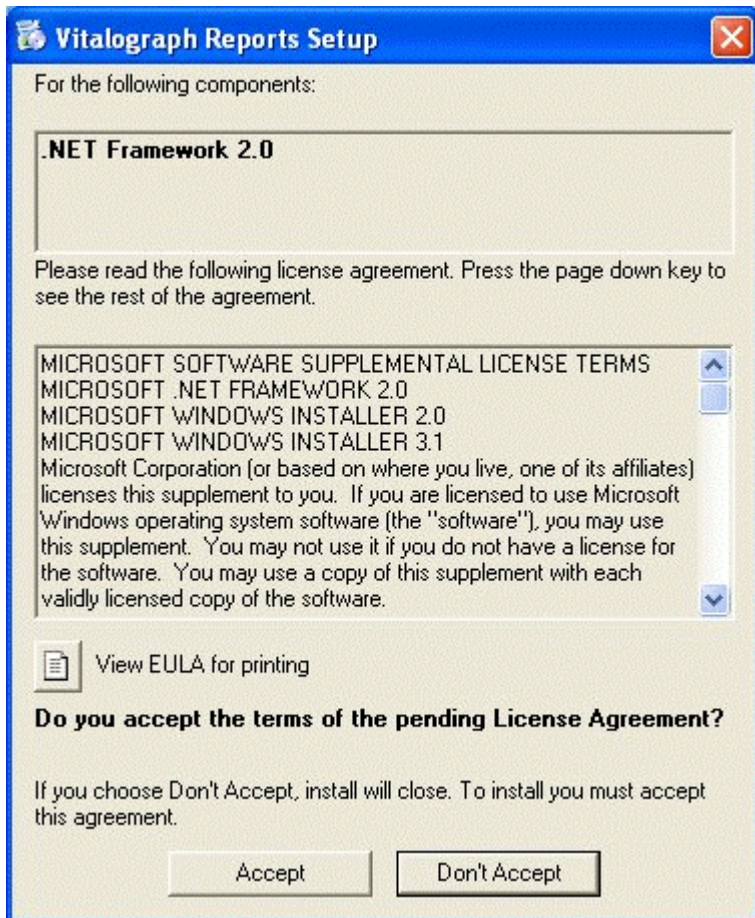 Vitalograph Reports Setup
For the following components:
.NET Framework 2.0
Please read the following license agreement. Press the page down key to
see the rest of the agreement.
MICROSOFT SOFTWARE SUPPLEMENTAL LICENSE TERMS
MICROSOFT .NET FRAMEWORK 2.0
MICROSOFT WINDOWS INSTALLER 2.0
MICROSOFT WINDOWS INSTALLER 3.1
Microsoft Corporation (or based on where you live, one of its affiliates)
licenses this supplement to you.  If you are licensed to use Microsoft
Windows operating system software (the "software"), you may use
this supplement.  You may not use it if you do not have a license for
the software.  You may use a copy of this supplement with each
validly licensed copy of the software.
View EULA for printing
Do you accept the terms of the pending License Agreement?
If you choose Don't Accept, install will close. To install you must accept
this agreement.
Accept
Don't Accept